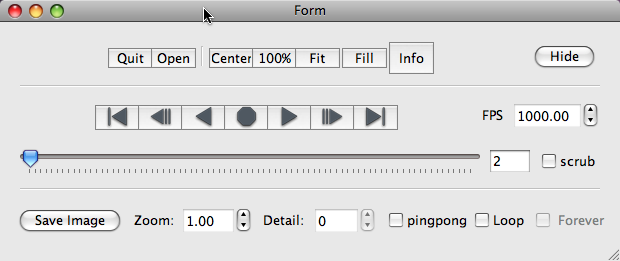 Form
Quit Open Center 100% Fit Fill Info Hide
FPS 1000.00
2 scrub
Save Image Zoom: 1.00 Detail: 0 pingpong Loop Forever